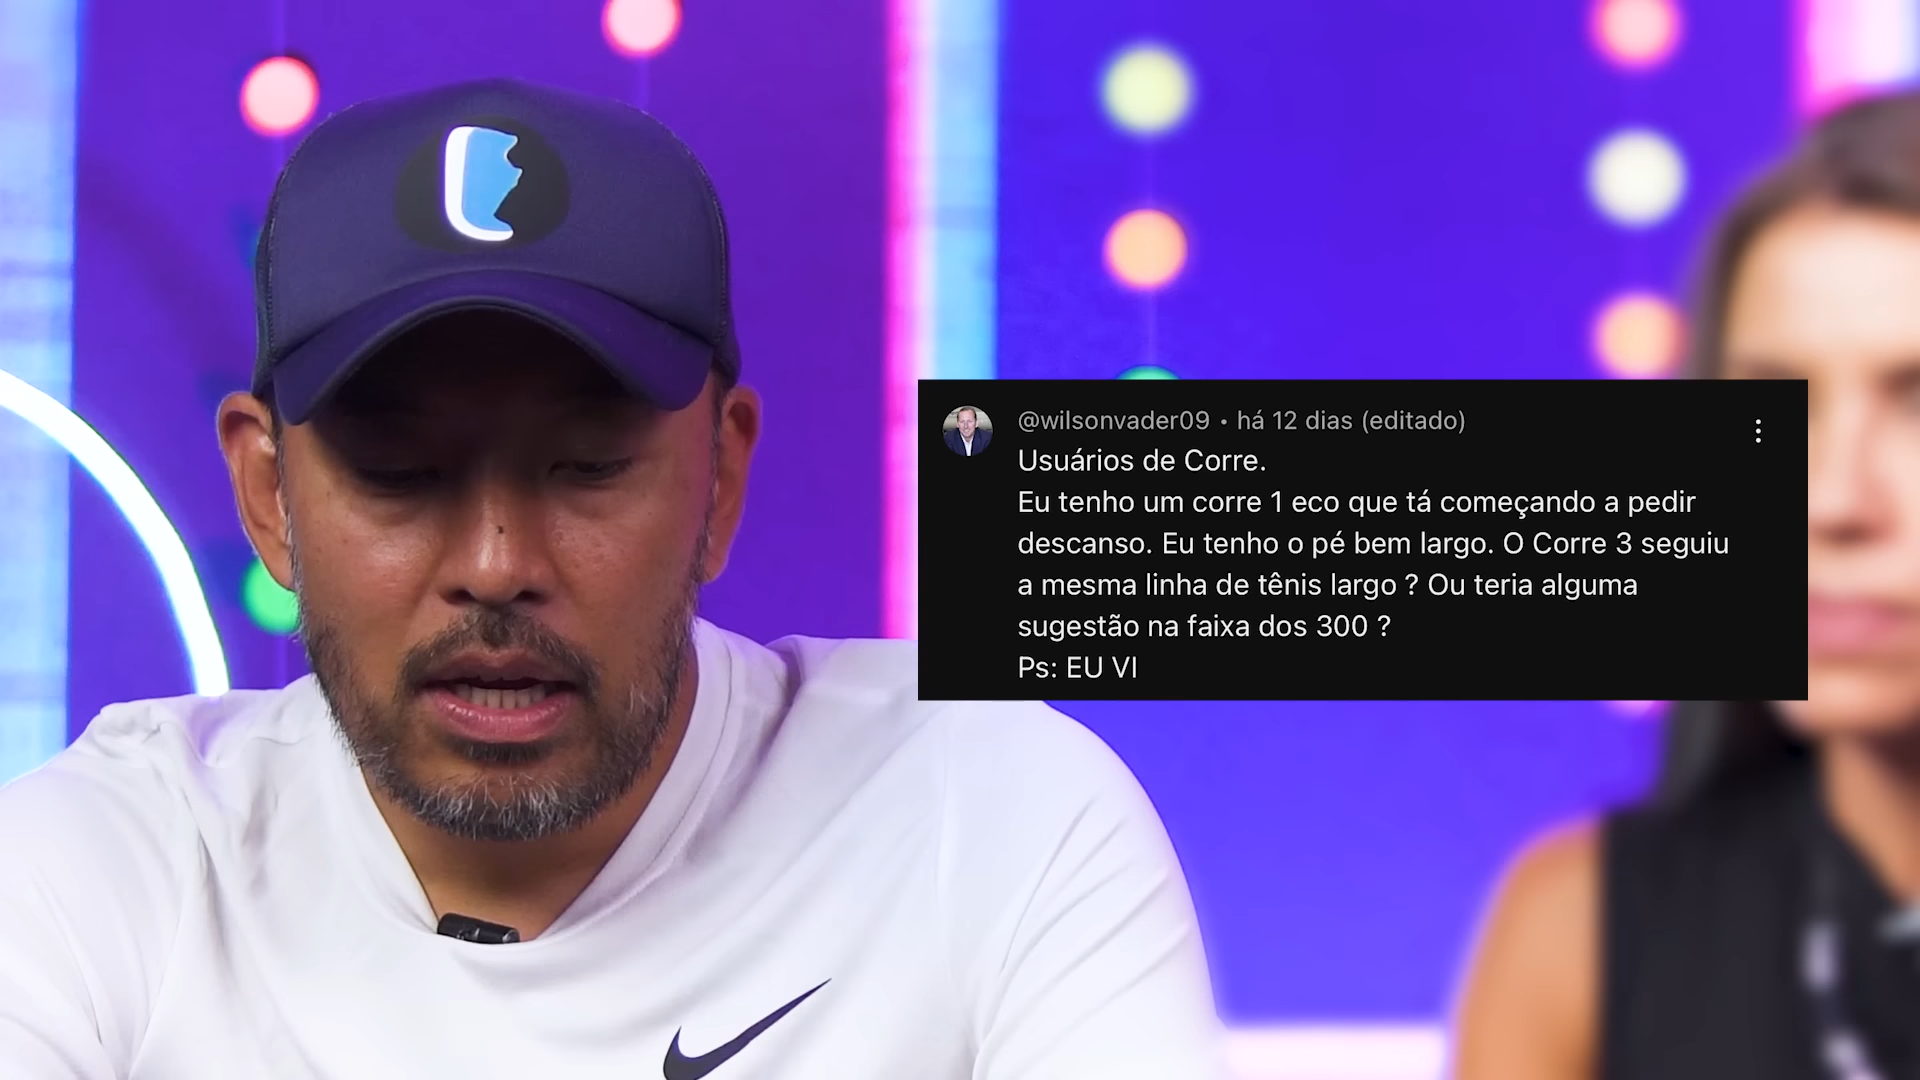 @wilsonvader09 • há 12 dias (editado)
Usuários de Corre.
Eu tenho um corre 1 eco que tá começando a pedir
descanso. Eu tenho o pé bem largo. O Corre 3 seguiu
a mesma linha de tênis largo ? Ou teria alguma
sugestão na faixa dos 300 ?
Ps: EU VI